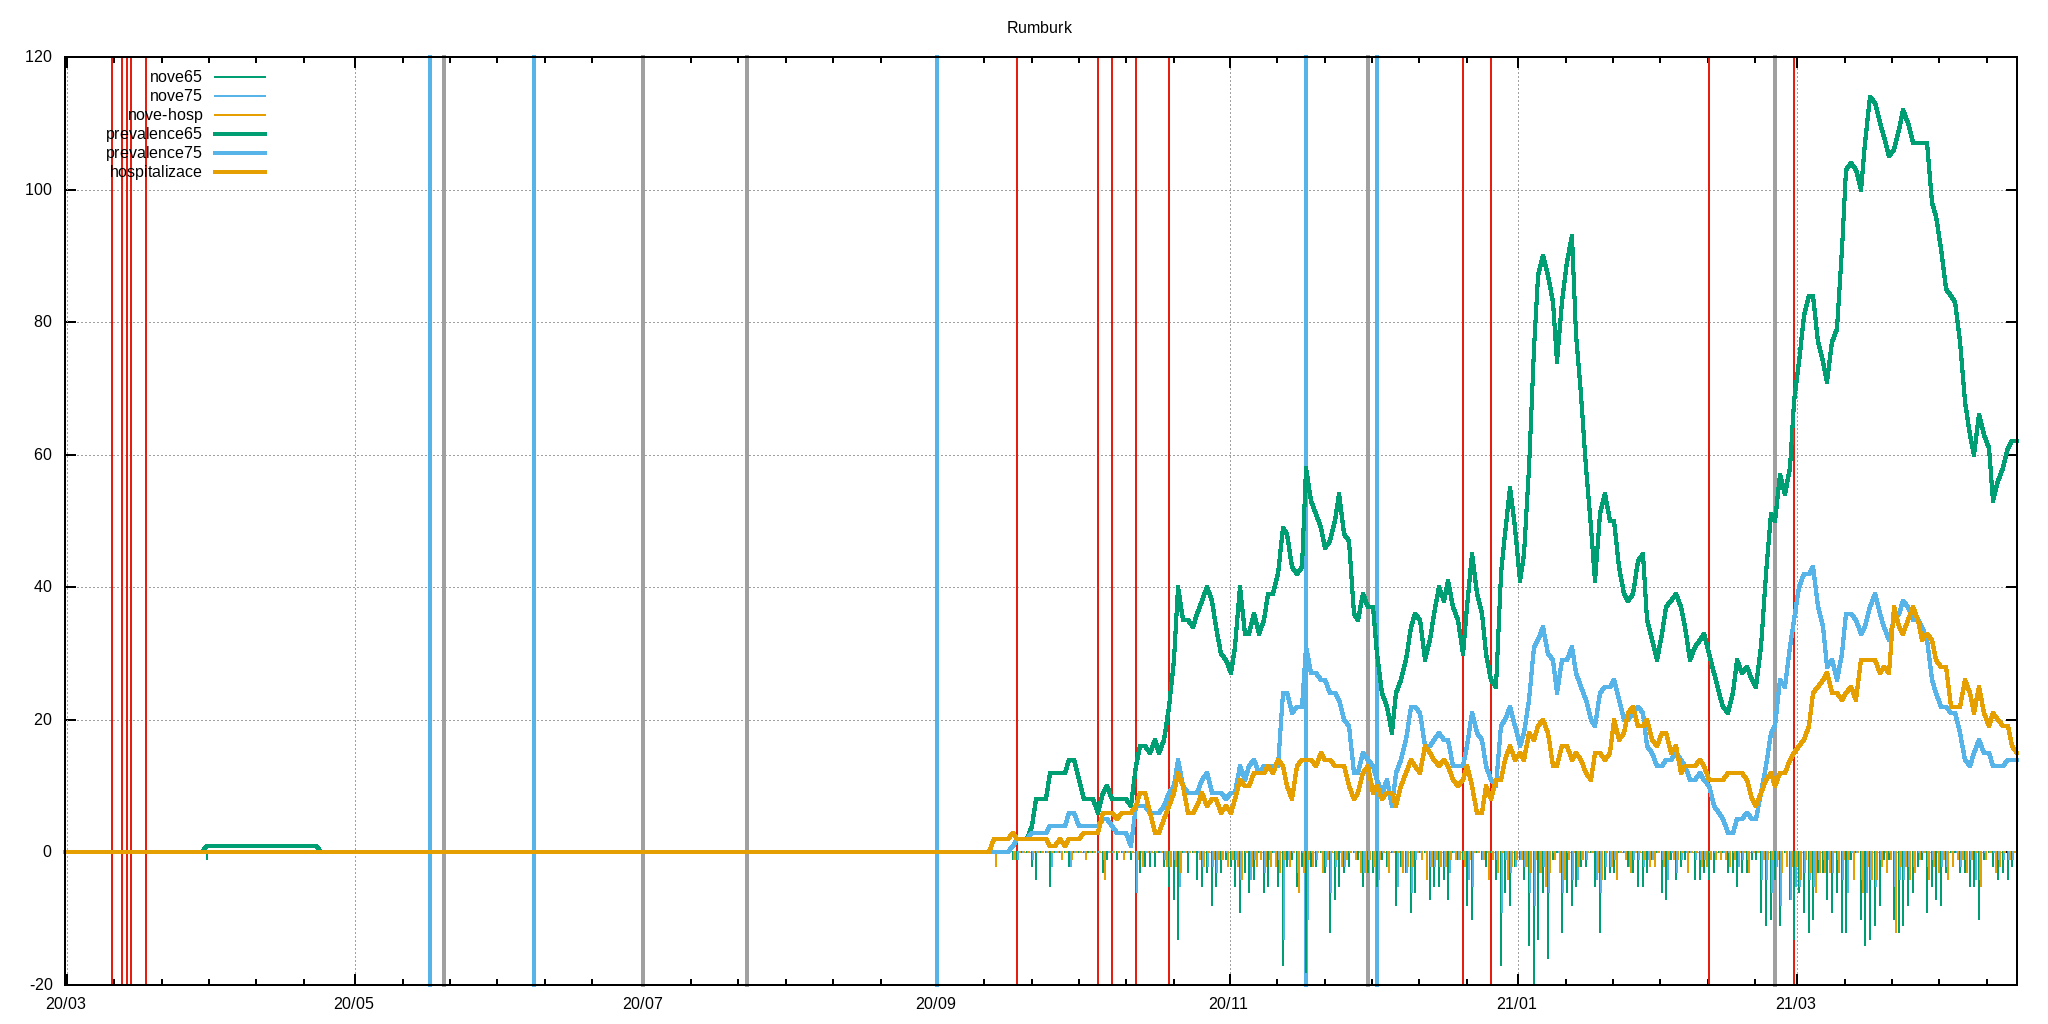 Rumburk
120
100
80
60
40
20
0
-20
nove65
nove75
nove-hosp
prevalence65
prevalence75
hospitalizace
20/03 20/05 20/07 20/09 20/11 21/01 21/03